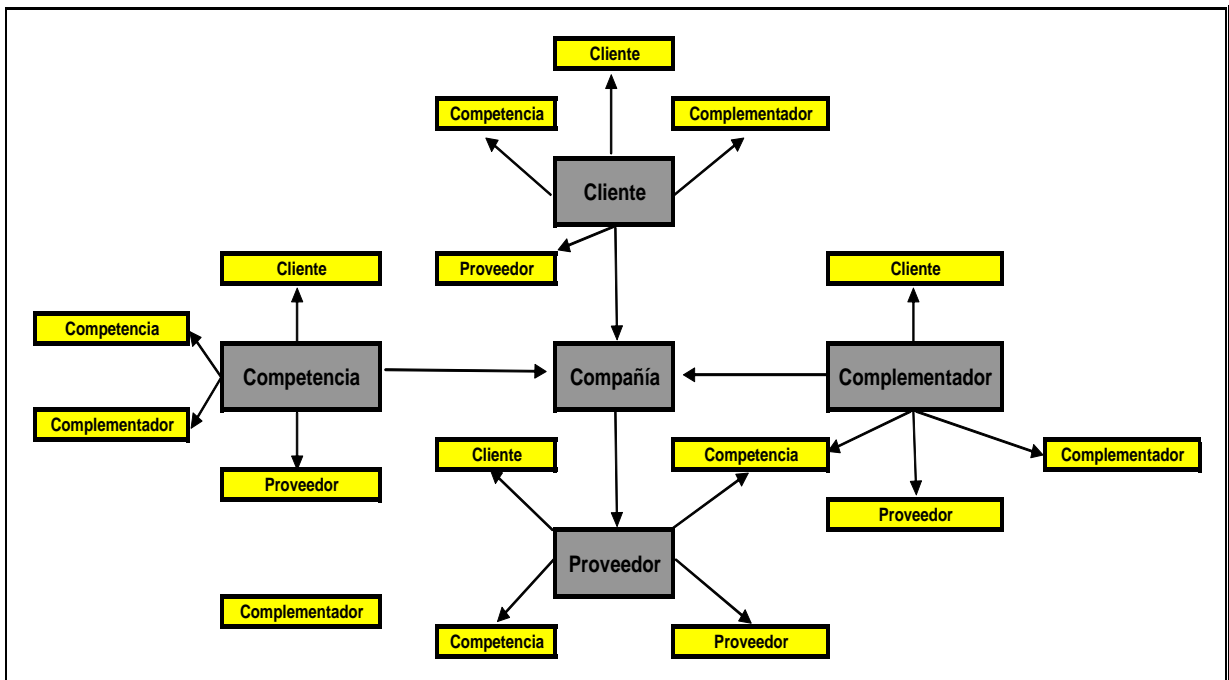 Cliente
Competencia
Complementador
Cliente
Proveedor
Cliente
Cliente
Competencia
Competencia
Compañía
Complementador
Complementador
Cliente
Competencia
Complementador
Proveedor
Proveedor
Proveedor
Complementador
Competencia
Proveedor